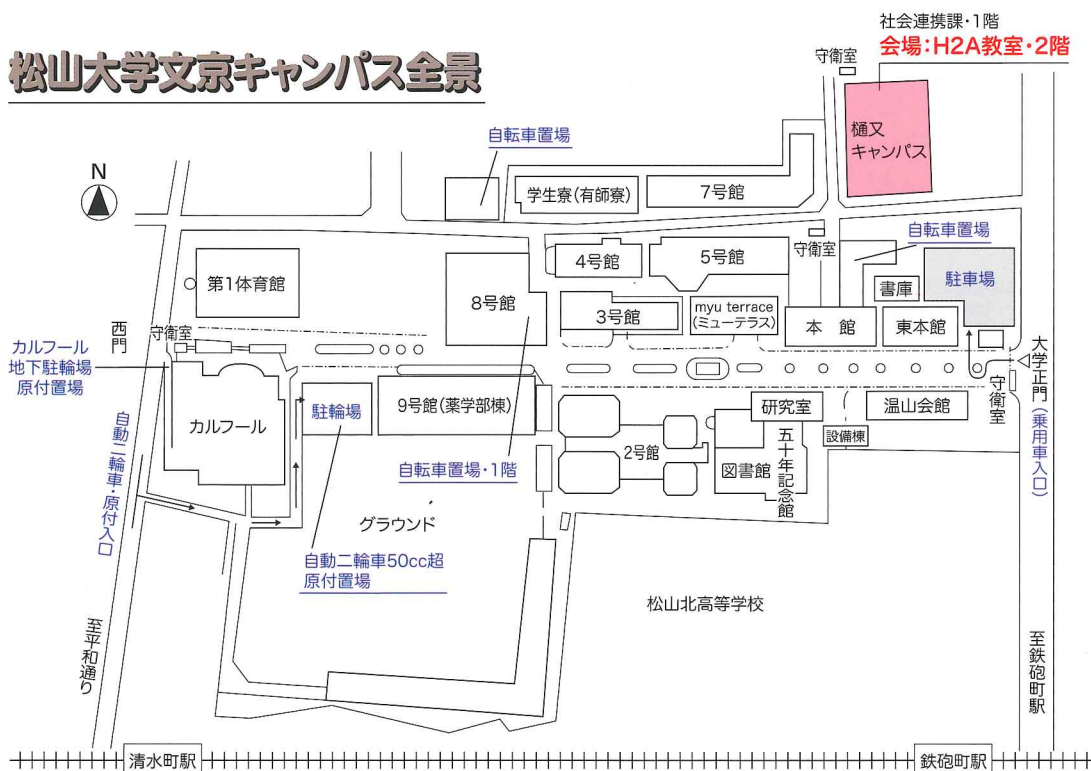 社会連携課・1階
会場：H2A教室・2階
松山大学文京キャンパス全景
守衛室
樋又
キャンパス
自転車置場
N
学生寮(有師寮)
7号館
守衛室
自転車置場
4号館
5号館
第1体育館
8号館
書庫
駐車場
3号館
myu terrace
(ミューテラス)
本 館
東本館
西門
守衛室
カルフール
地下駐輪場
原付置場
大学正門(乗用車入口)
守衛室
カルフール
駐輪場
9号館(薬学部棟)
研究室
温山会館
2号館
設備棟
図書館
五十年記念館
自転車置場・1階
自動二輪車・原付入口
グラウンド
自動二輪車50cc超
原付置場
松山北高等学校
至平和通り
至鉄砲町駅
清水町駅
鉄砲町駅